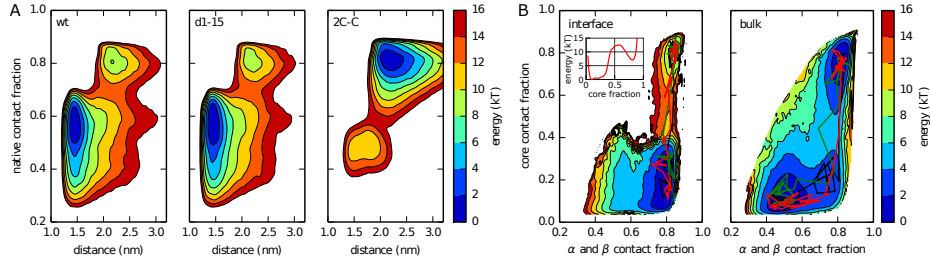 A
wt
d1-15
2C-C
native contact fraction
1.0
0.8
0.6
0.4
0.2
1.0 1.5 2.0 2.5 3.0
distance (nm)
1.0 1.5 2.0 2.5 3.0
distance (nm)
1.5 2.0 2.5 3.0
distance (nm)
16
14
12
10
8
6
4
2
0
energy (kT)
B
interface
bulk
core contact fraction
1.0
0.8
0.6
0.4
0.2
0.0
energy (kT)
15
10
5
0
0 0.5 1
core fraction
0.2 0.4 0.6 0.8 1.0
α and β contact fraction
0.2 0.4 0.6 0.8 1.0
α and β contact fraction
16
14
12
10
8
6
4
2
0
energy (kT)